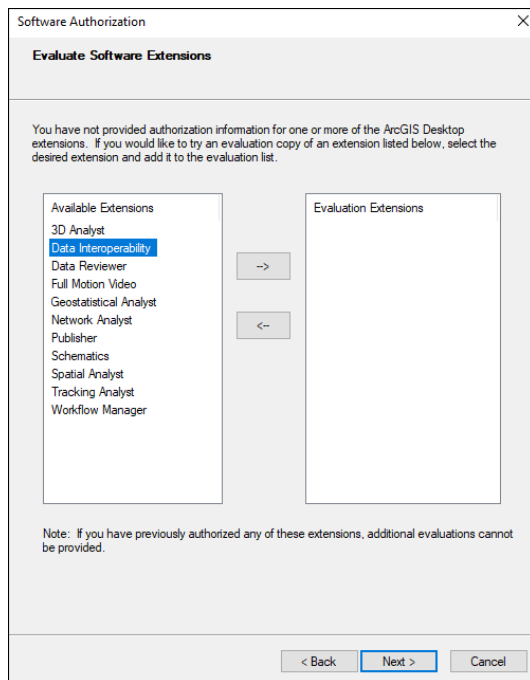 Software Authorization
Evaluate Software Extensions
You have not provided authorization information for one or more of the ArcGIS Desktop
extensions. If you would like to try an evaluation copy of an extension listed below, select the
desired extension and add it to the evaluation list.
Available Extensions
3D Analyst
Data Interoperability
Data Reviewer
Full Motion Video
Geostatistical Analyst
Network Analyst
Publisher
Schematics
Spatial Analyst
Tracking Analyst
Workflow Manager
-->
<--
Evaluation Extensions
Note: If you have previously authorized any of these extensions, additional evaluations cannot
be provided.
< Back
Next >
Cancel